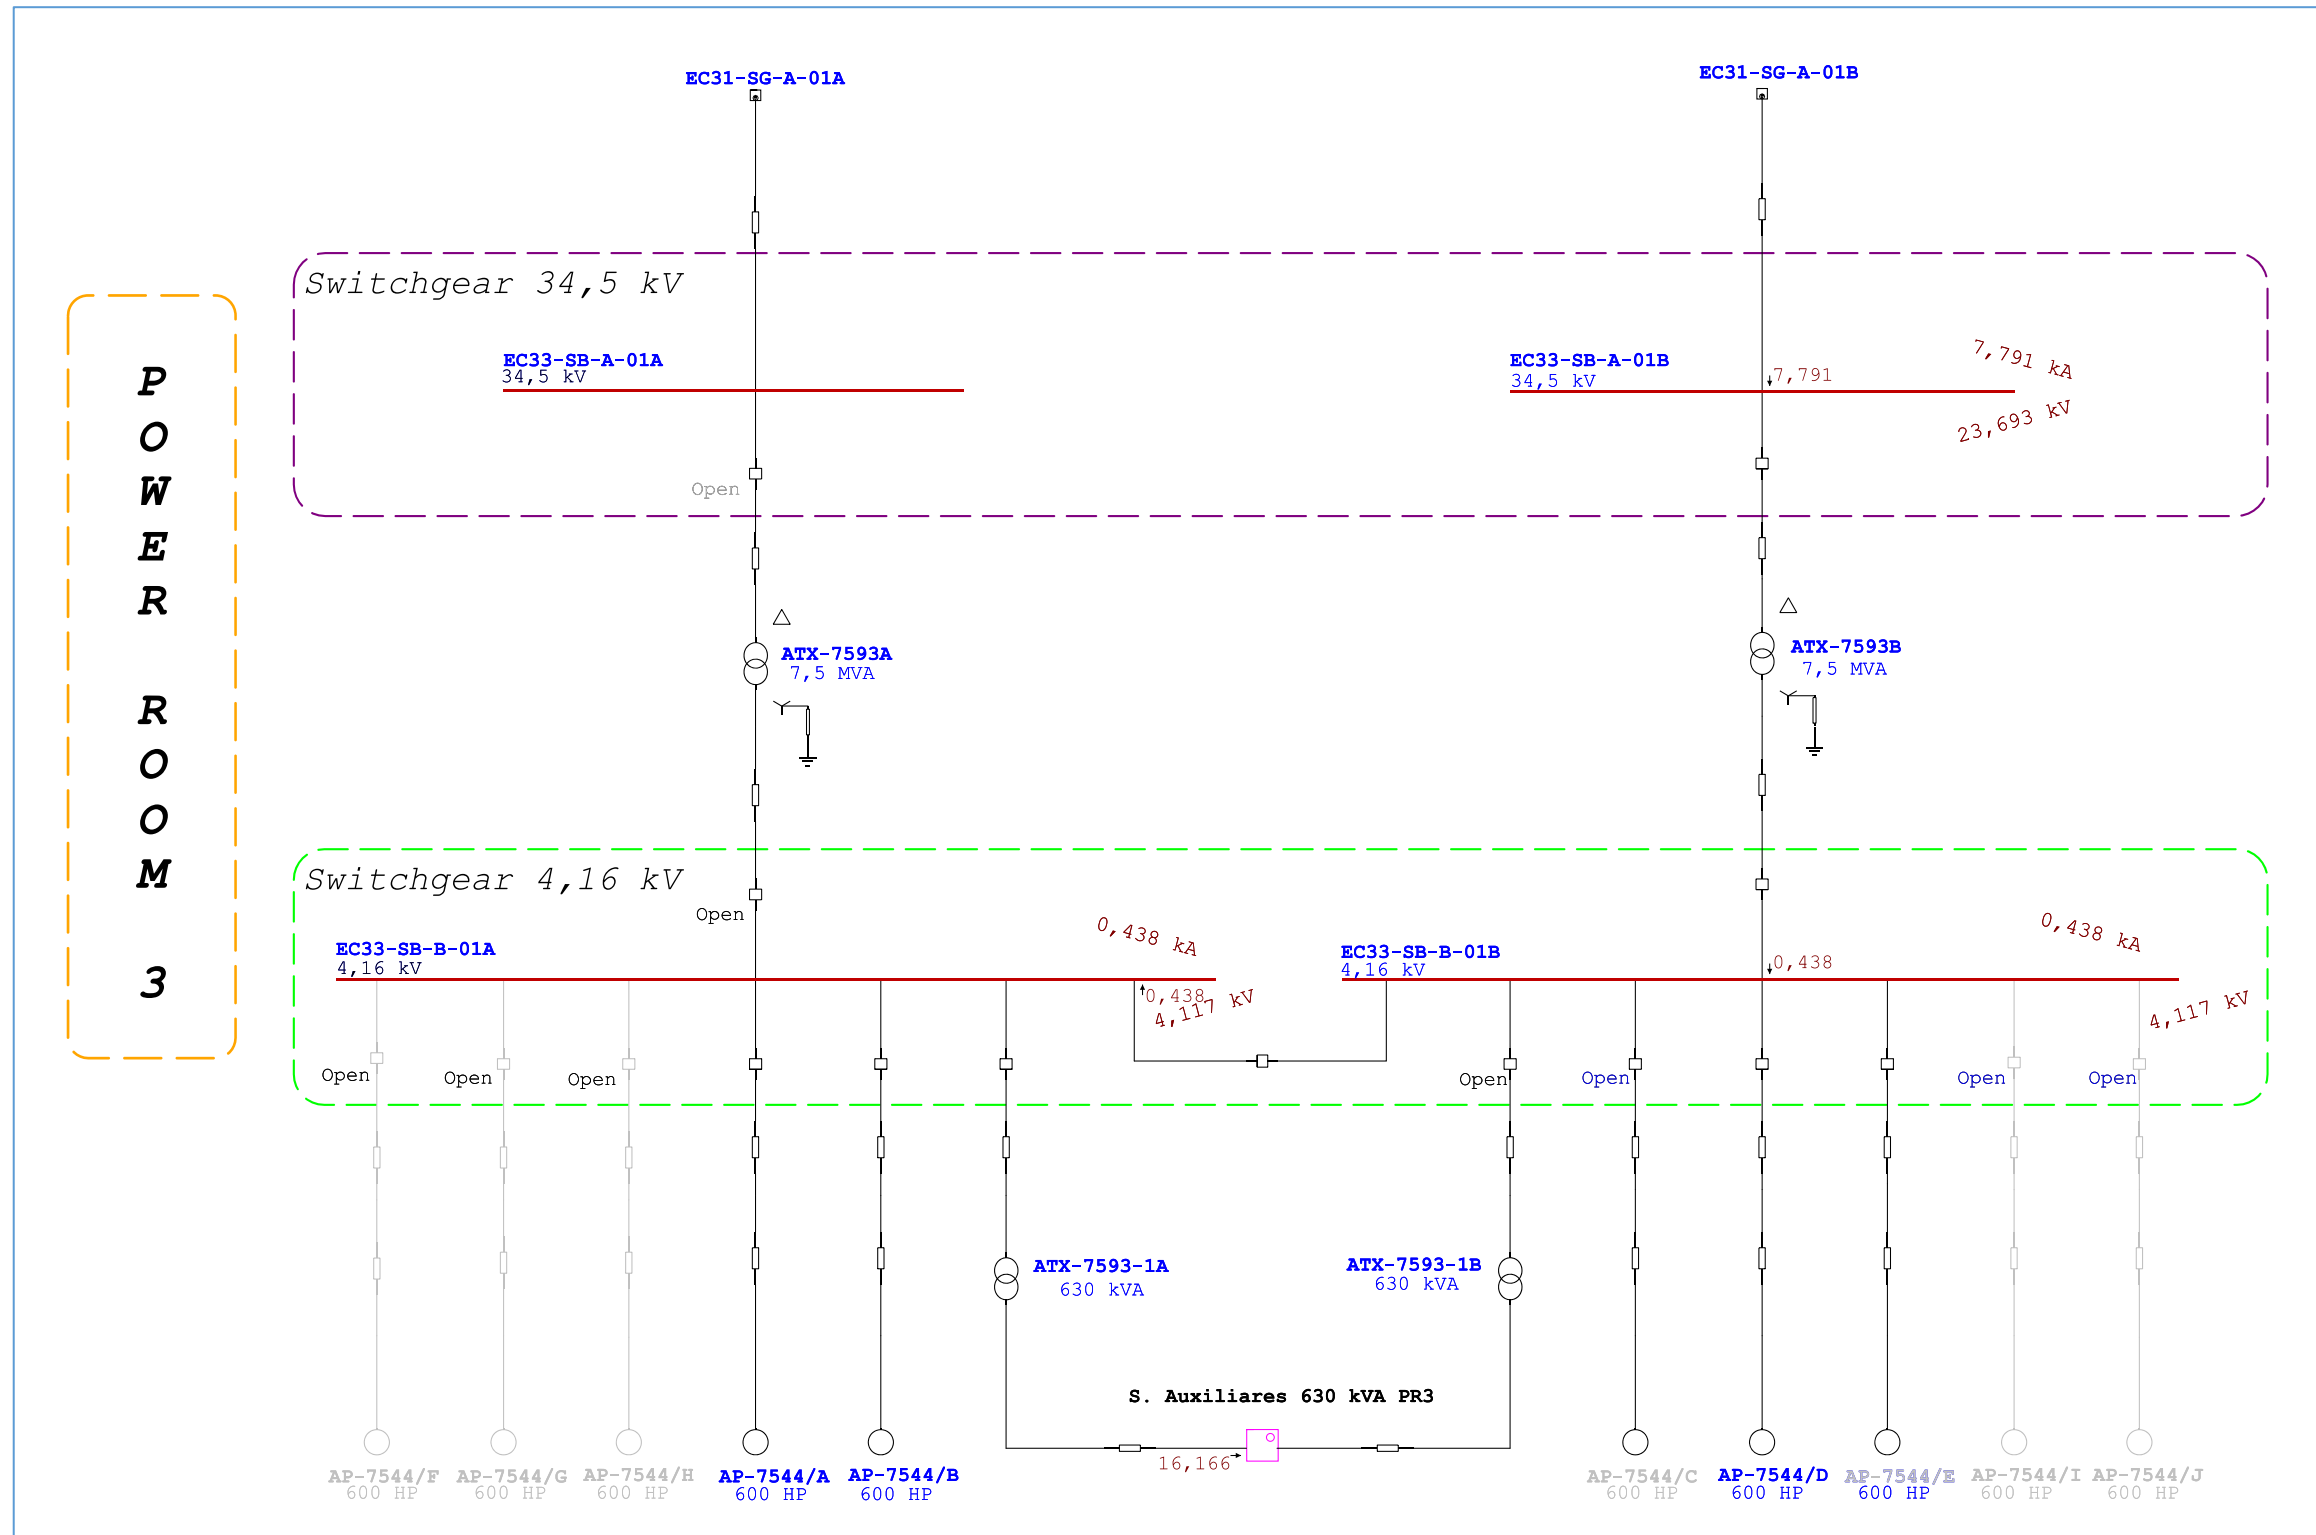 EC31-SG-A-01A
EC31-SG-A-01B
Switchgear 34,5 kV
POWER ROOM 3
EC33-SB-A-01A
34,5 kV
EC33-SB-A-01B
34,5 kV
7,791
7,791 kA
23,693 kV
Open
ATX-7593A
7,5 MVA
ATX-7593B
7,5 MVA
Switchgear 4,16 kV
Open
EC33-SB-B-01A
4,16 kV
0,438 kA
0,438
4,117 kV
EC33-SB-B-01B
4,16 kV
0,438
0,438 kA
4,117 kV
Open
Open
Open
Open
Open
Open
Open
ATX-7593-1A
630 kVA
ATX-7593-1B
630 kVA
S. Auxiliares 630 kVA PR3
16,166
AP-7544/F
600 HP
AP-7544/G
600 HP
AP-7544/H
600 HP
AP-7544/A
600 HP
AP-7544/B
600 HP
AP-7544/C
600 HP
AP-7544/D
600 HP
AP-7544/E
600 HP
AP-7544/I
600 HP
AP-7544/J
600 HP